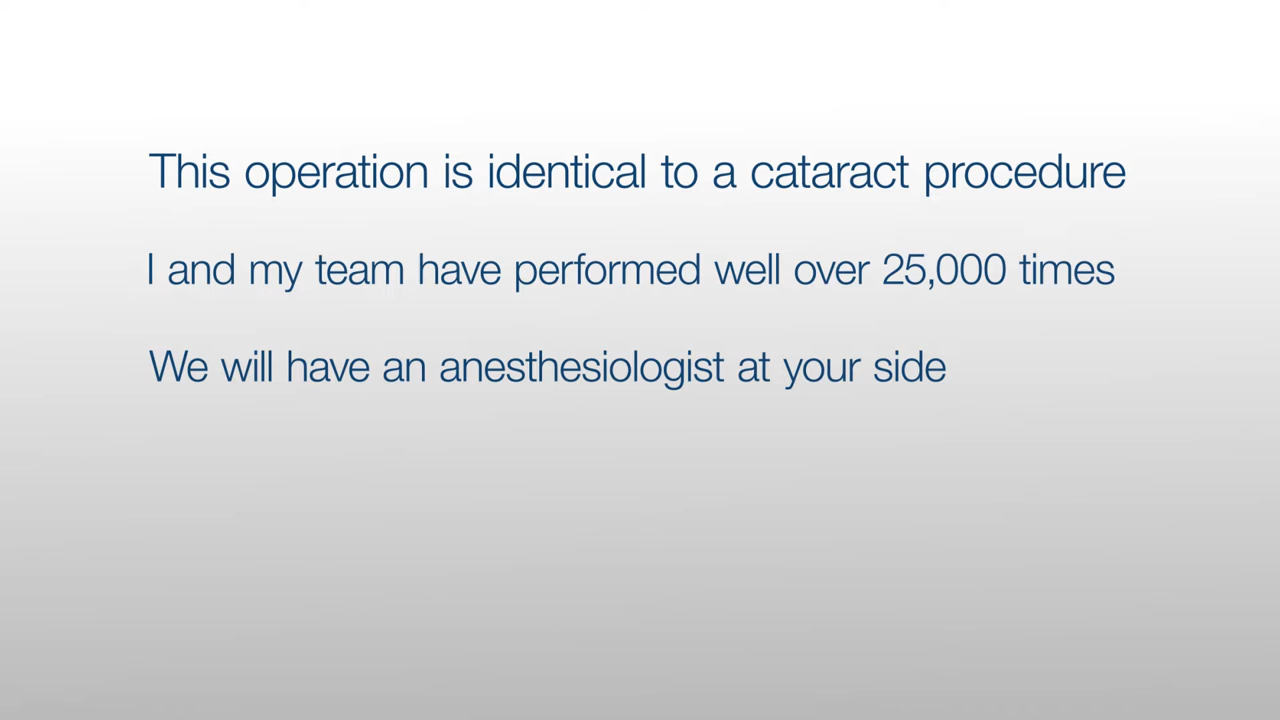 This operation is identical to a cataract procedure
I and my team have performed well over 25,000 times
We will have an anesthesiologist at your side